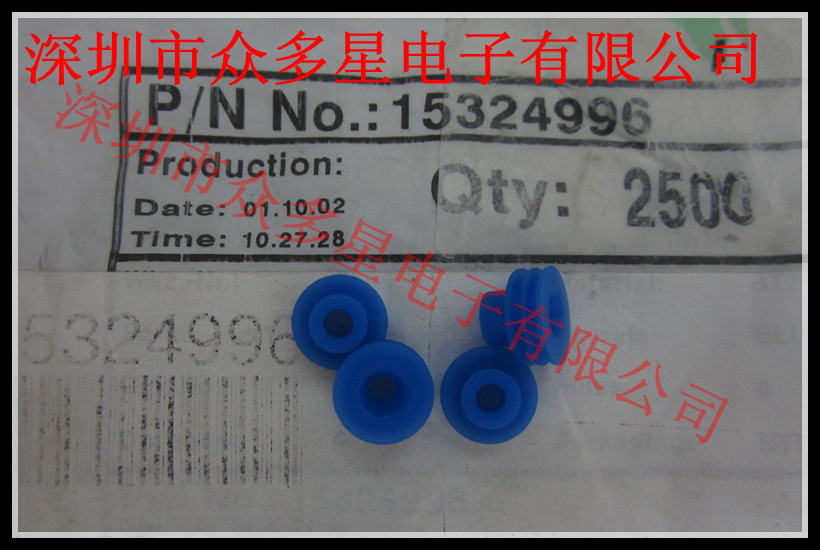 深圳市众多星电子有限公司
P/N No.: 15324996
Production:
Date: 01.10.02
Time: 10.27.28
Qty: 2500
深圳市众多星电子有限公司
5324996